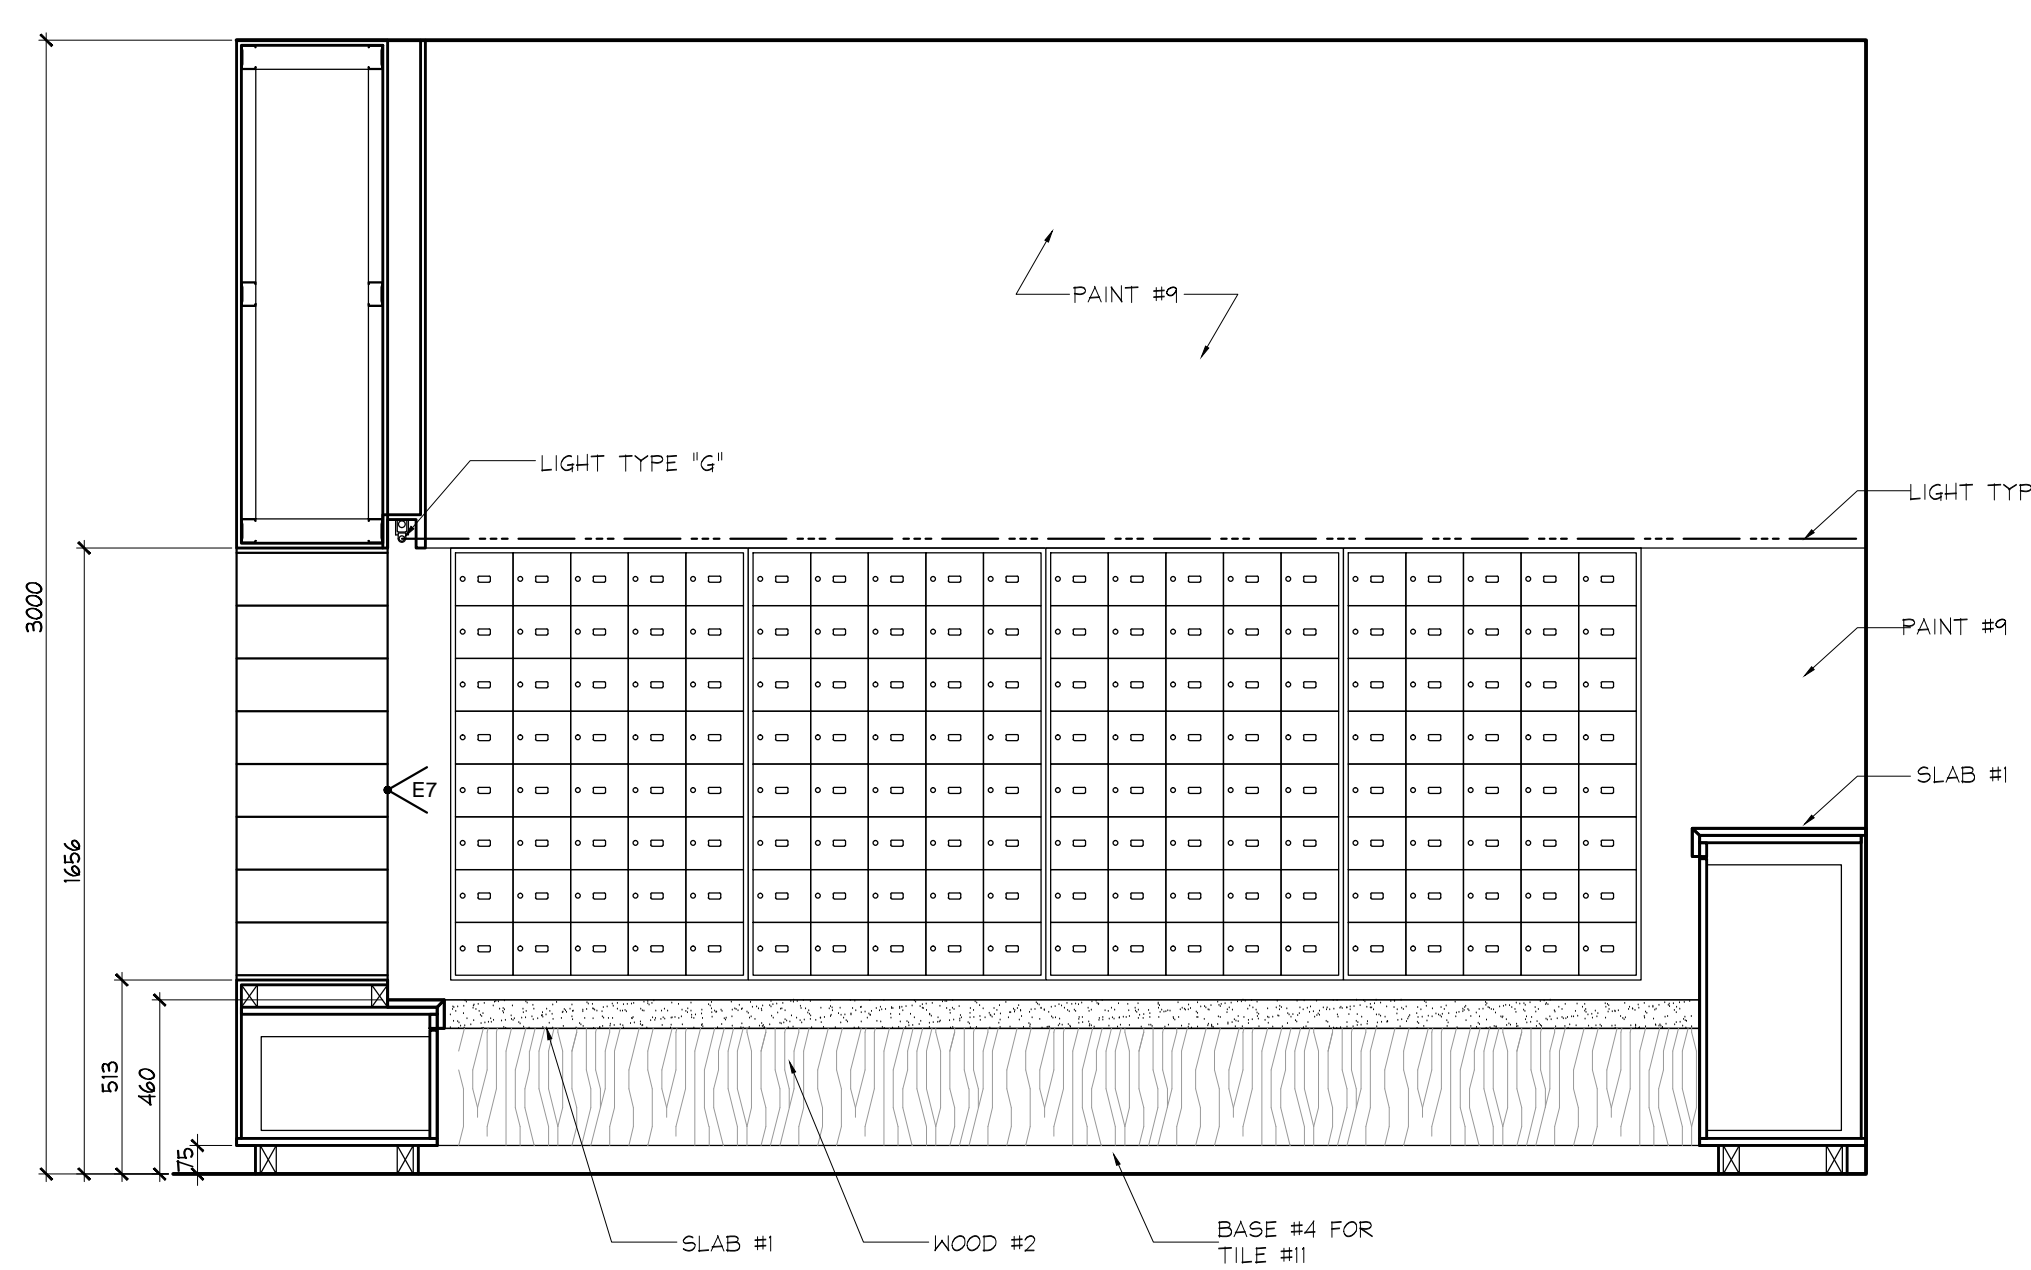 PAINT #9
LIGHT TYPE "G"
LIGHT TYP
3000
PAINT #9
SLAB #1
E7
1656
513
460
75
SLAB #1
WOOD #2
BASE #4 FOR
TILE #11